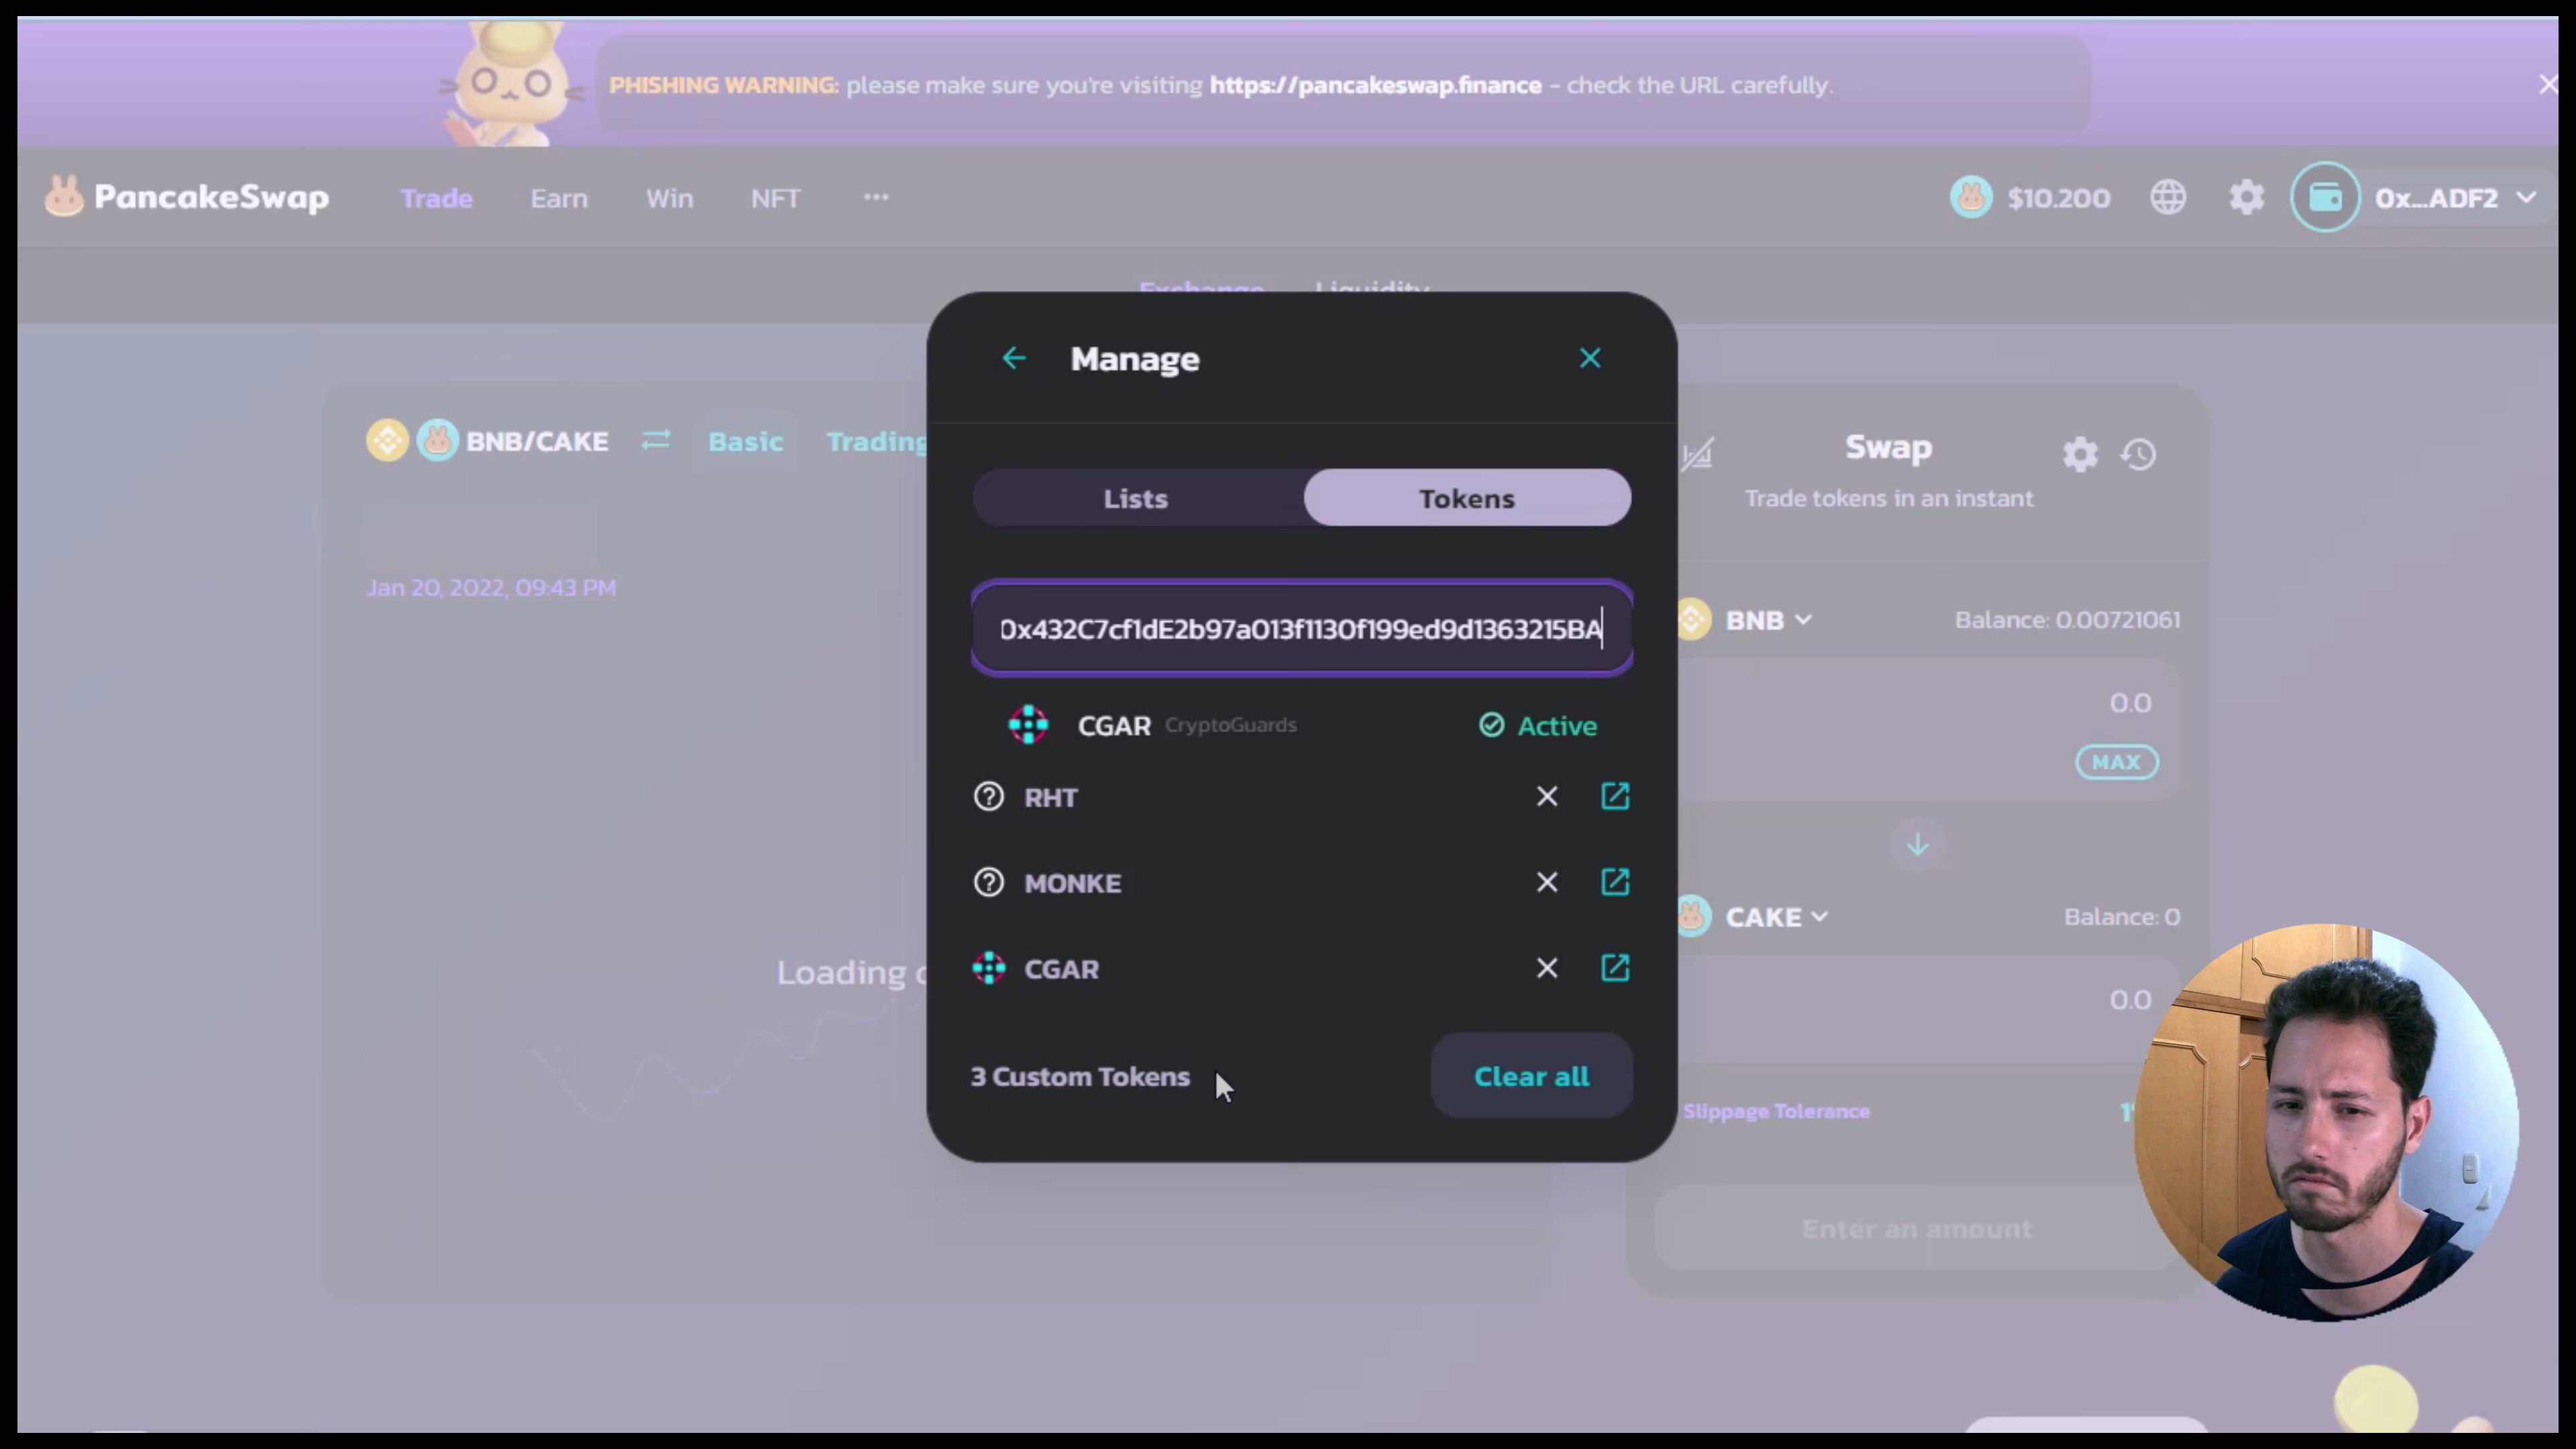 PHISHING WARNING: please make sure you're visiting https://pancakeswap.finance - check the URL carefully.
PancakeSwap Trade Earn Win NFT ... $10.200 0x...ADF2
Exchange Liquidity
Manage
BNB/CAKE Basic Trading
Jan 20, 2022, 09:43 PM
Loading
Lists Tokens
0x432C7cf1dE2b97a013f1130f199ed9d1363215BA
CGAR CryptoGuards Active
RHT
MONKE
CGAR
3 Custom Tokens Clear all
Swap
Trade tokens in an instant
BNB Balance: 0.00721061
0.0
MAX
CAKE Balance: 0
0.0
Slippage Tolerance
Enter an amount